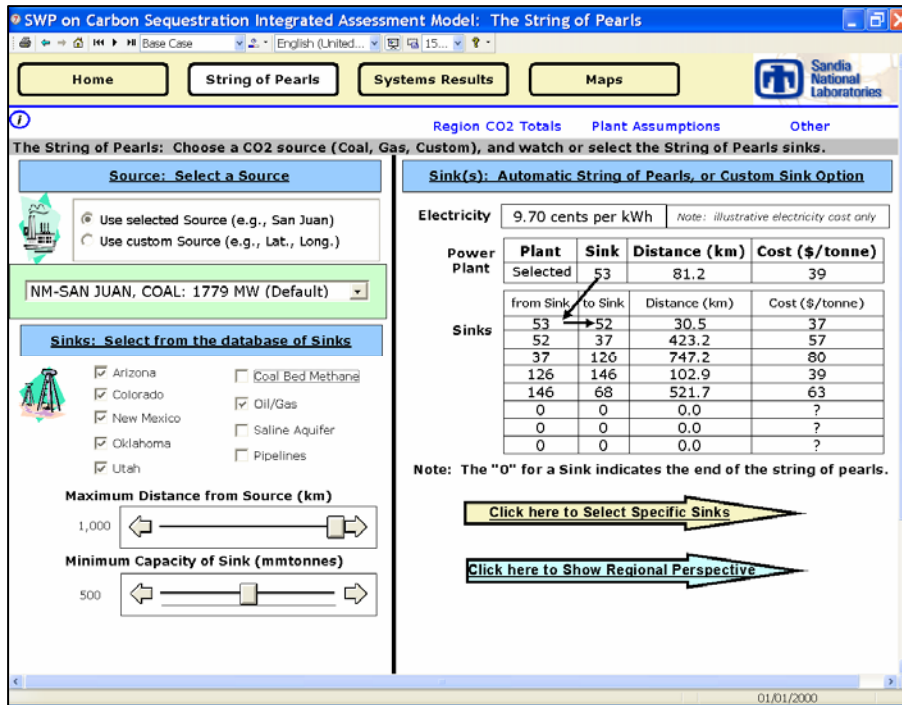 SWP on Carbon Sequestration Integrated Assessment Model: The String of Pearls
Base Case English (United... 15...
Home String of Pearls Systems Results Maps
Sandia
National
Laboratories
i
Region CO2 Totals Plant Assumptions Other
The String of Pearls: Choose a CO2 source (Coal, Gas, Custom), and watch or select the String of Pearls sinks.
Source: Select a Source
Use selected Source (e.g., San Juan)
Use custom Source (e.g., Lat., Long.)
NM-SAN JUAN, COAL: 1779 MW (Default)
Sinks: Select from the database of Sinks
Arizona
Colorado
New Mexico
Oklahoma
Utah
Coal Bed Methane
Oil/Gas
Saline Aquifer
Pipelines
Maximum Distance from Source (km)
1,000
Minimum Capacity of Sink (mmtonnes)
500
Sink(s): Automatic String of Pearls, or Custom Sink Option
Electricity 9.70 cents per kWh Note: illustrative electricity cost only
Power
Plant
Plant Sink Distance (km) Cost ($/tonne)
Selected 53 81.2 39
Sinks
from Sink to Sink Distance (km) Cost ($/tonne)
53 52 30.5 37
52 37 423.2 57
37 126 747.2 80
126 146 102.9 39
146 68 521.7 63
0 0 0.0 ?
0 0 0.0 ?
0 0 0.0 ?
Note: The "0" for a Sink indicates the end of the string of pearls.
Click here to Select Specific Sinks
Click here to Show Regional Perspective
01/01/2000